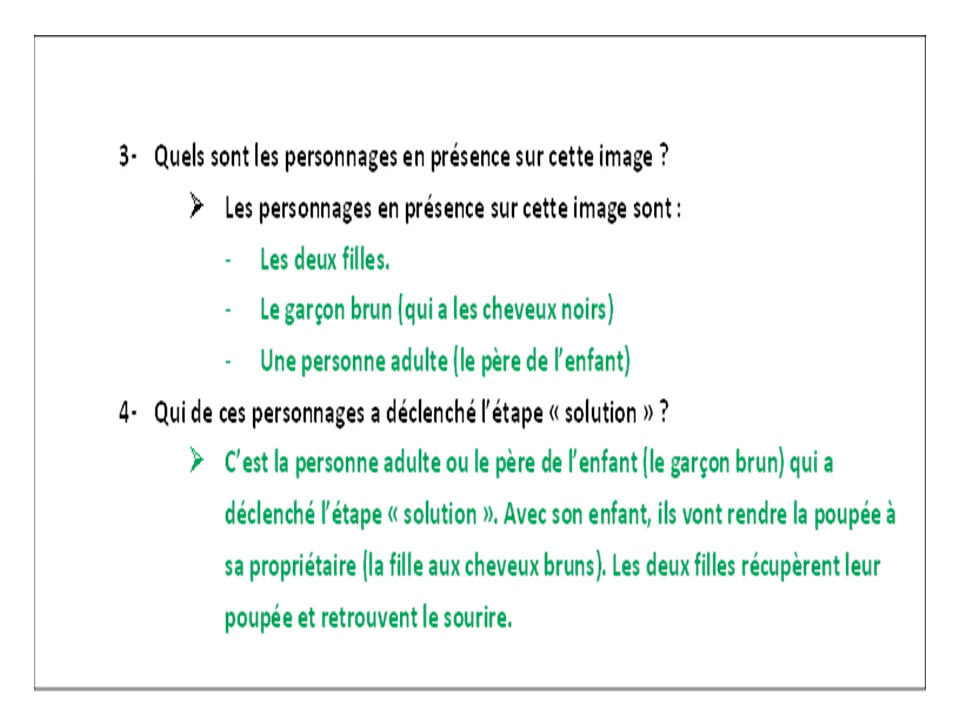 3- Quels sont les personnages en présence sur cette image ?
➢ Les personnages en présence sur cette image sont :
- Les deux filles.
- Le garçon brun (qui a les cheveux noirs)
- Une personne adulte (le père de l'enfant)
4- Qui de ces personnages a déclenché l'étape « solution » ?
➢ C'est la personne adulte ou le père de l'enfant (le garçon brun) qui a
déclenché l'étape « solution ». Avec son enfant, ils vont rendre la poupée à
sa propriétaire (la fille aux cheveux bruns). Les deux filles récupèrent leur
poupée et retrouvent le sourire.